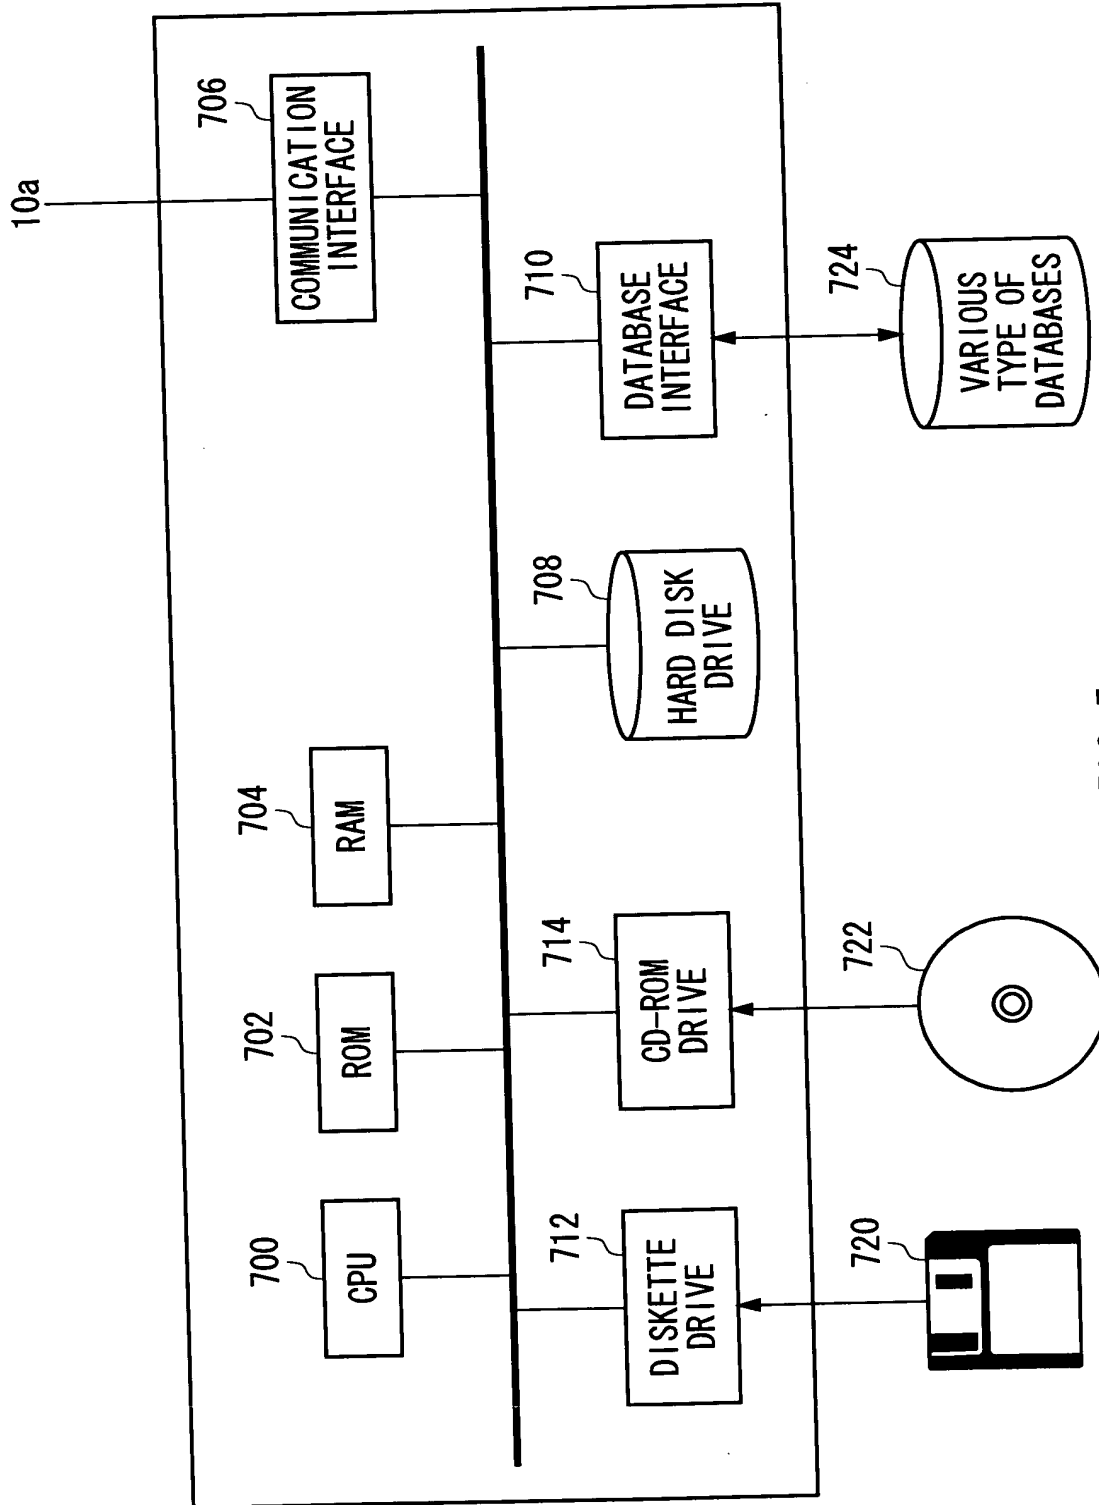 10a
700
CPU
702
ROM
704
RAM
706
COMMUNICATION
INTERFACE
712
DISKETTE
DRIVE
714
CD-ROM
DRIVE
708
HARD DISK
DRIVE
710
DATABASE
INTERFACE
720
722
724
VARIOUS
TYPE OF
DATABASES